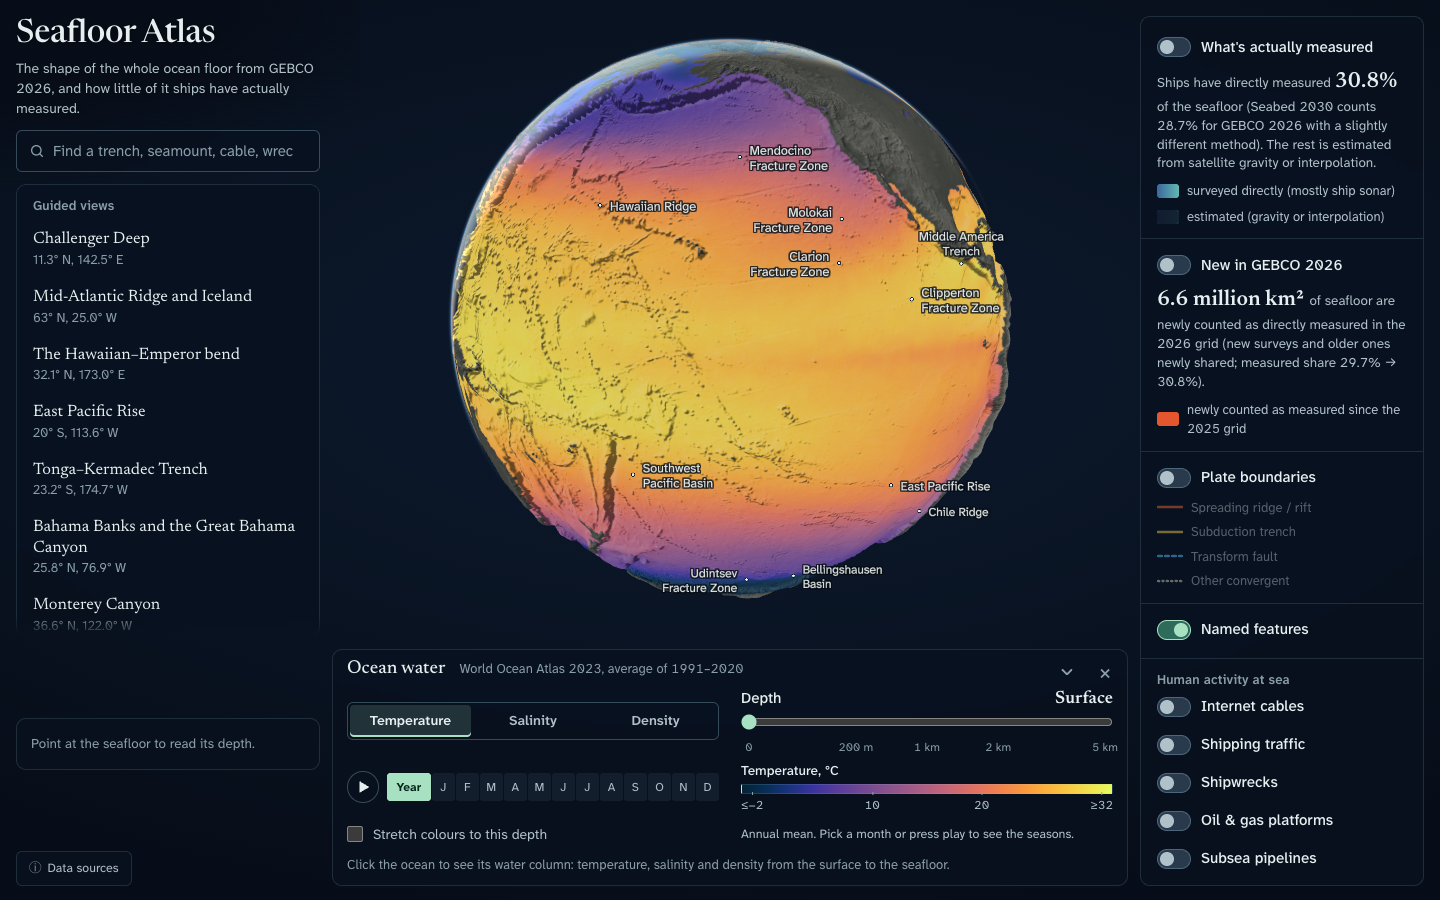 Seafloor Atlas
The shape of the whole ocean floor from GEBCO
2026, and how little of it ships have actually
measured.
Find a trench, seamount, cable, wrec
Guided views
Challenger Deep
11.3° N, 142.5° E
Mid-Atlantic Ridge and Iceland
63° N, 25.0° W
The Hawaiian–Emperor bend
32.1° N, 173.0° E
East Pacific Rise
20° S, 113.6° W
Tonga–Kermadec Trench
23.2° S, 174.7° W
Bahama Banks and the Great Bahama
Canyon
25.8° N, 76.9° W
Monterey Canyon
36.6° N, 122.0° W
Point at the seafloor to read its depth.
ⓘ Data sources
Mendocino
Fracture Zone
Hawaiian Ridge
Molokai
Fracture Zone
Middle America
Trench
Clarion
Fracture Zone
Clipperton
Fracture Zone
Southwest
Pacific Basin
East Pacific Rise
Chile Ridge
Udintsev
Fracture Zone
Bellingshausen
Basin
Ocean water World Ocean Atlas 2023, average of 1991–2020
Temperature Salinity Density
Year J F M A M J J A S O N D
Stretch colours to this depth
Depth Surface
0 200 m 1 km 2 km 5 km
Temperature, °C
≤−2 10 20 ≥32
Annual mean. Pick a month or press play to see the seasons.
Click the ocean to see its water column: temperature, salinity and density from the surface to the seafloor.
What's actually measured
Ships have directly measured 30.8%
of the seafloor (Seabed 2030 counts
28.7% for GEBCO 2026 with a slightly
different method). The rest is estimated
from satellite gravity or interpolation.
surveyed directly (mostly ship sonar)
estimated (gravity or interpolation)
New in GEBCO 2026
6.6 million km² of seafloor are
newly counted as directly measured in the
2026 grid (new surveys and older ones
newly shared; measured share 29.7% →
30.8%).
newly counted as measured since the
2025 grid
Plate boundaries
Spreading ridge / rift
Subduction trench
Transform fault
Other convergent
Named features
Human activity at sea
Internet cables
Shipping traffic
Shipwrecks
Oil & gas platforms
Subsea pipelines